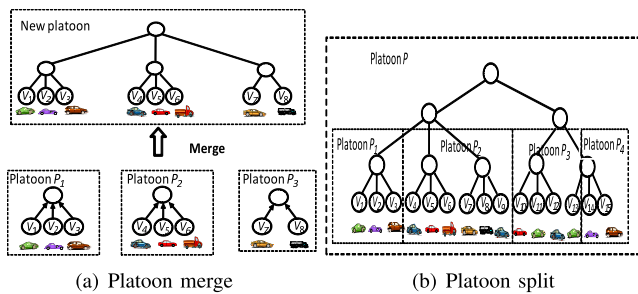 New platoon
V1 V2 V3 V4 V5 V6 V7 V8
Merge
Platoon P1 Platoon P2 Platoon P3
V1 V2 V3 V4 V5 V6 V7 V8
(a) Platoon merge
Platoon P
Platoon P1 Platoon P2 Platoon P3 Platoon P4
V1 V2 V3 V4 V5 V6 V7 V8 V9 V10 V11 V12 V13 V14 V15
(b) Platoon split